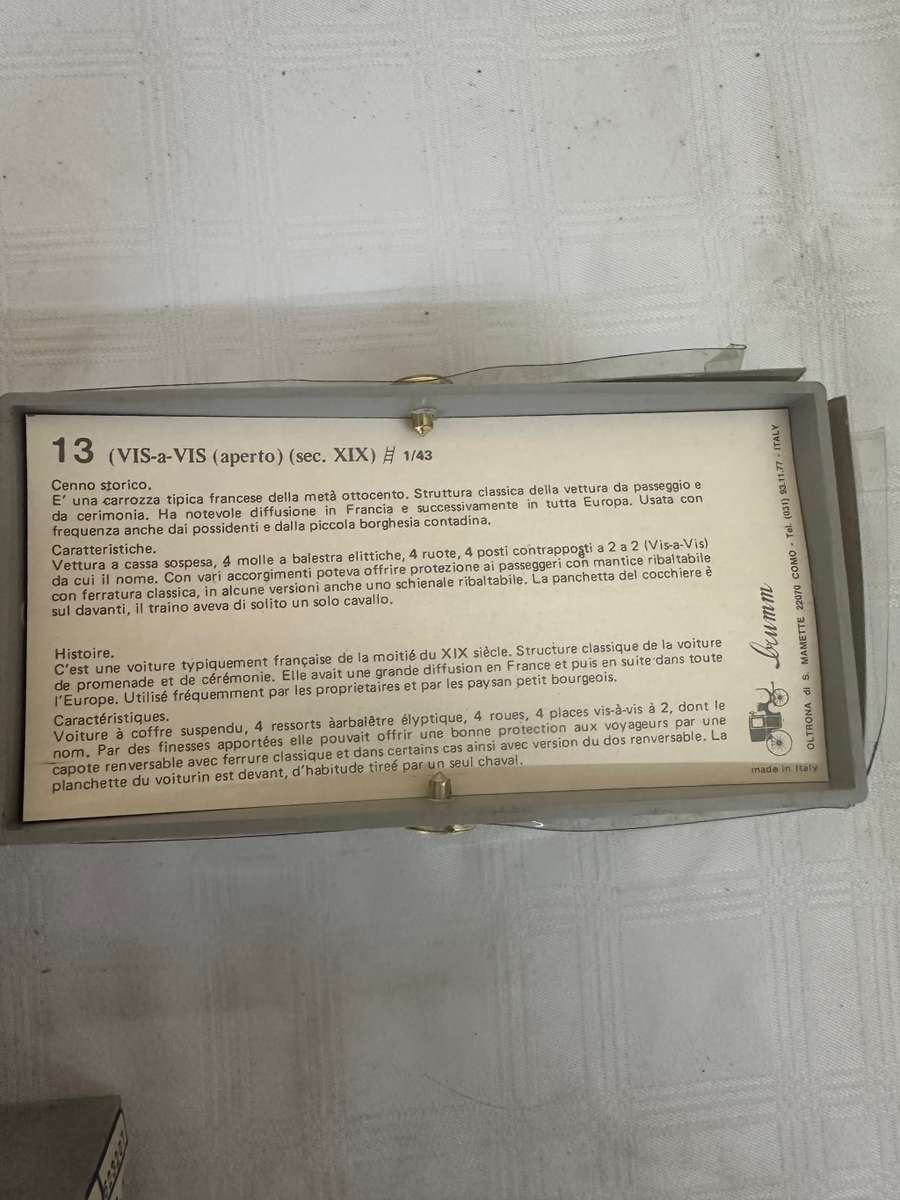 13 (VIS-a-VIS (aperto) (sec. XIX) 1/43
Cenno storico.
E' una carrozza tipica francese della metà ottocento. Struttura classica della vettura da passeggio e
da cerimonia. Ha notevole diffusione in Francia e successivamente in tutta Europa. Usata con
frequenza anche dai possidenti e dalla piccola borghesia contadina.
Caratteristiche.
Vettura a cassa sospesa, 4 molle a balestra elittiche, 4 ruote, 4 posti contrapposti a 2 a 2 (Vis-a-Vis)
da cui il nome. Con vari accorgimenti poteva offrire protezione ai passeggeri con mantice ribaltabile
con ferratura classica, in alcune versioni anche uno schienale ribaltabile. La panchetta del cocchiere è
sul davanti, il traino aveva di solito un solo cavallo.
Histoire.
C'est une voiture typiquement française de la moitié du XIX siècle. Structure classique de la voiture
de promenade et de cérémonie. Elle avait une grande diffusion en France et puis en suite dans toute
l'Europe. Utilisé fréquemment par les proprietaires et par les paysan petit bourgeois.
Caractéristiques.
Voiture à coffre suspendu, 4 ressorts àarbalêtre élyptique, 4 roues, 4 places vis-à-vis à 2, dont le
nom. Par des finesses apportées elle pouvait offrir une bonne protection aux voyageurs par une
capote renversable avec ferrure classique et dans certains cas ainsi avec version du dos renversable. La
planchette du voiturin est devant, d'habitude tireé par un seul chaval.
brumm
OLTRONA di S. MAMETTE 22070 COMO - Tel. (031) 93.11.77 - ITALY
made in Italy